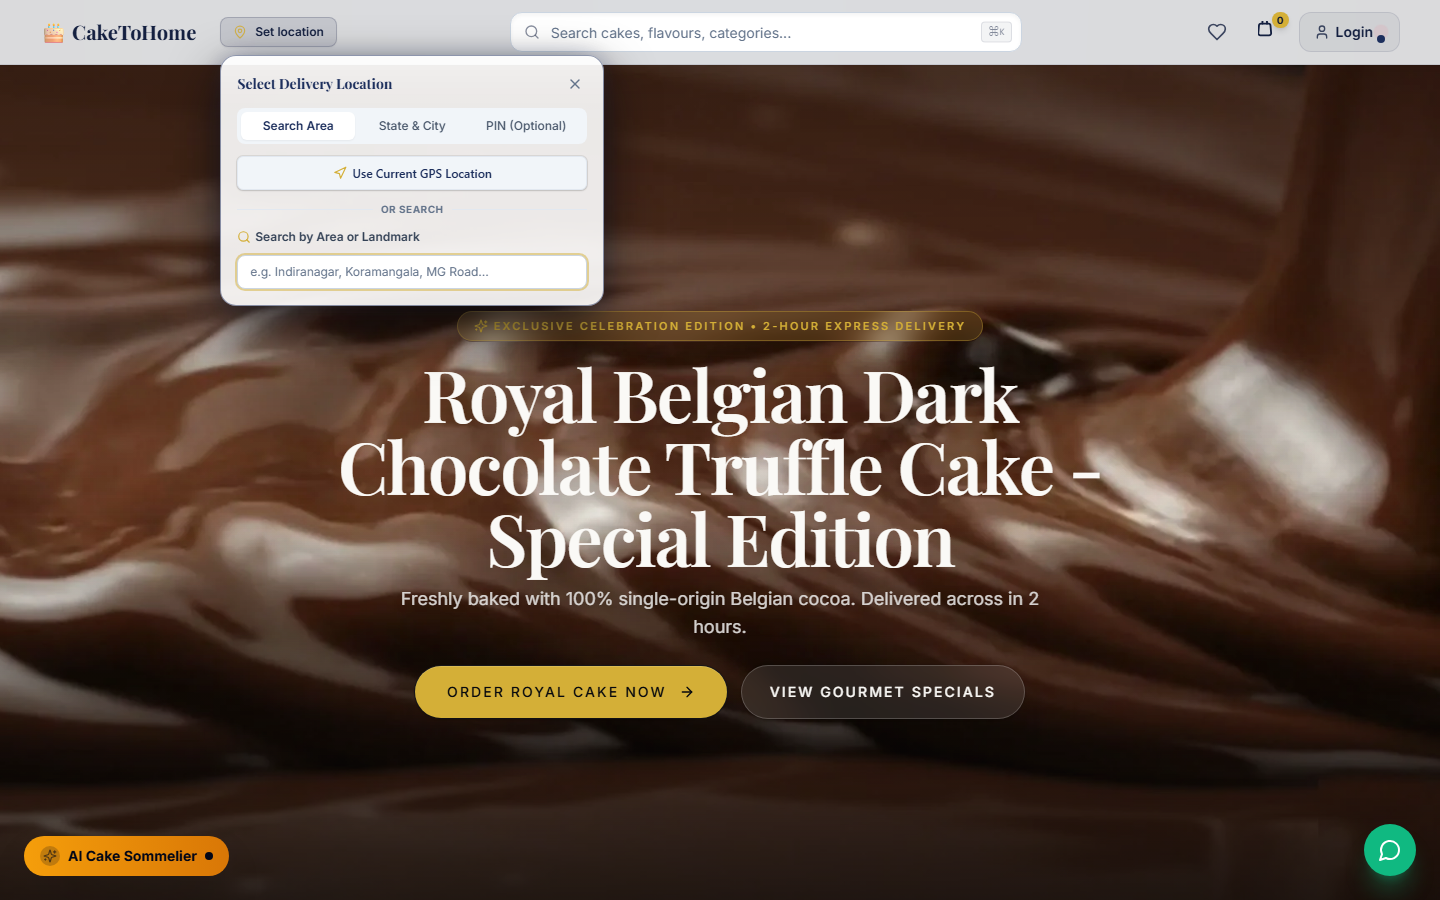 CakeToHome
Set location
Search cakes, flavours, categories...
⌘K
0
Login
Select Delivery Location
Search Area
State & City
PIN (Optional)
Use Current GPS Location
OR SEARCH
Search by Area or Landmark
e.g. Indiranagar, Koramangala, MG Road...
EXCLUSIVE CELEBRATION EDITION • 2-HOUR EXPRESS DELIVERY
Royal Belgian Dark
Chocolate Truffle Cake –
Special Edition
Freshly baked with 100% single-origin Belgian cocoa. Delivered across in 2
hours.
ORDER ROYAL CAKE NOW →
VIEW GOURMET SPECIALS
AI Cake Sommelier